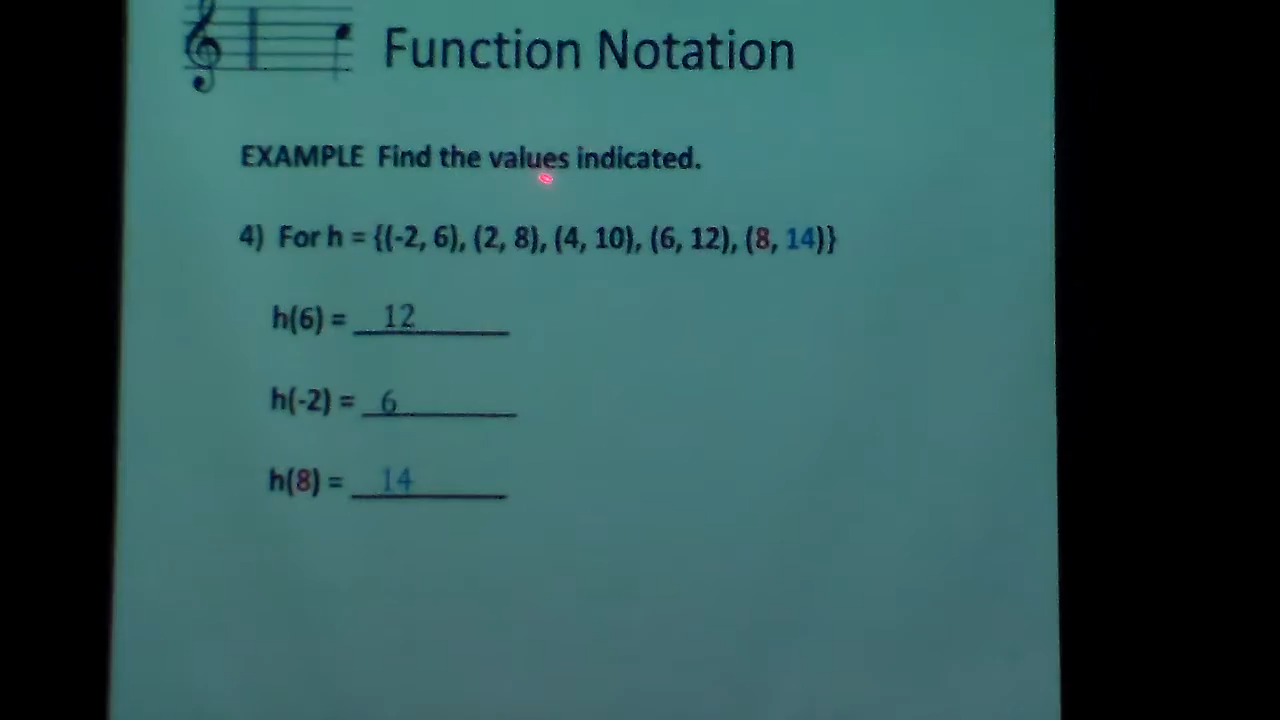 Function Notation
EXAMPLE Find the values indicated.
4) For h = {(-2, 6), (2, 8), (4, 10), (6, 12), (8, 14)}
h(6) = 12
h(-2) = 6
h(8) = 14